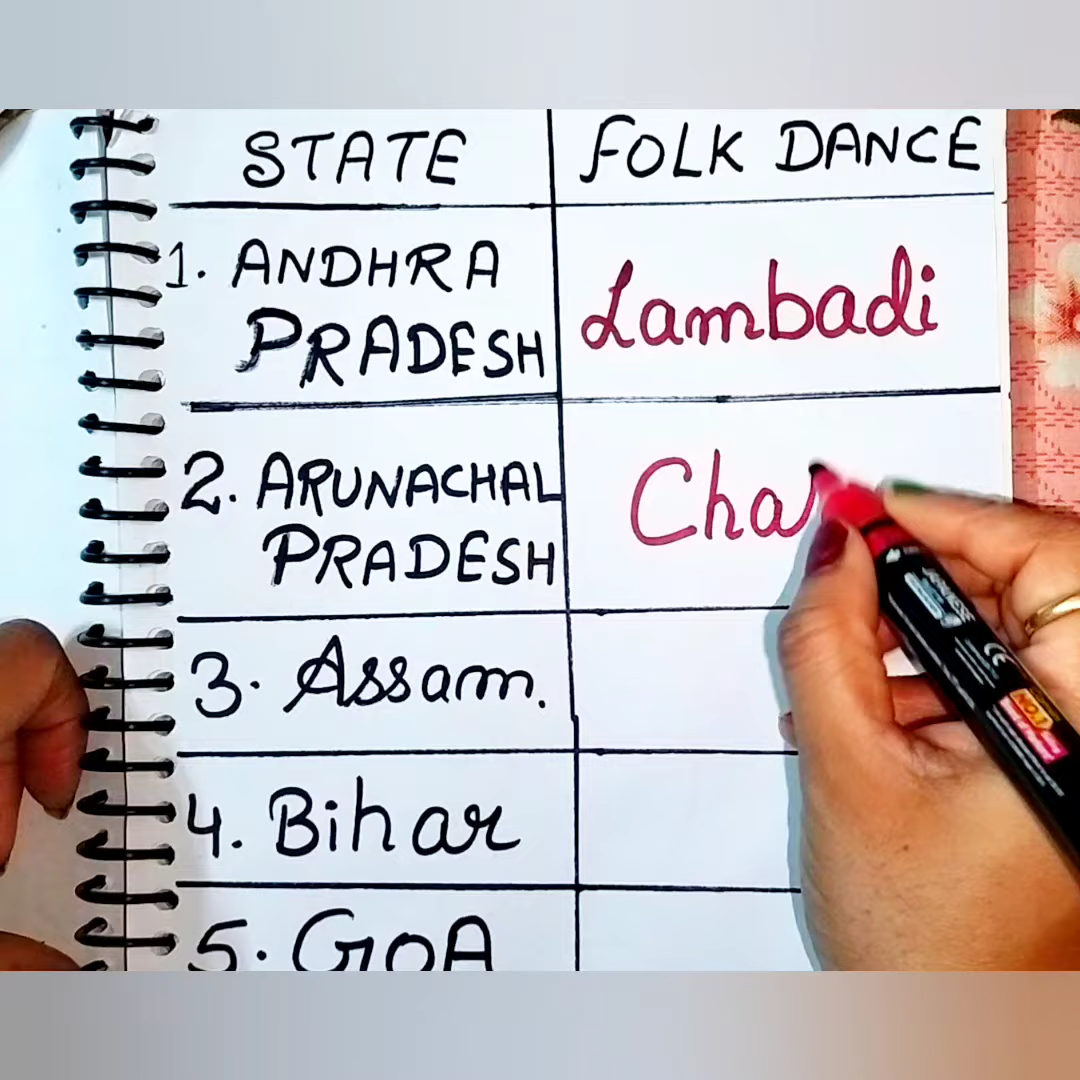 STATE FOLK DANCE
1. ANDHRA
PRADESH
Lambadi
2. ARUNACHAL
PRADESH
Cha
3. Assam.
4. Bihar
5. GOA